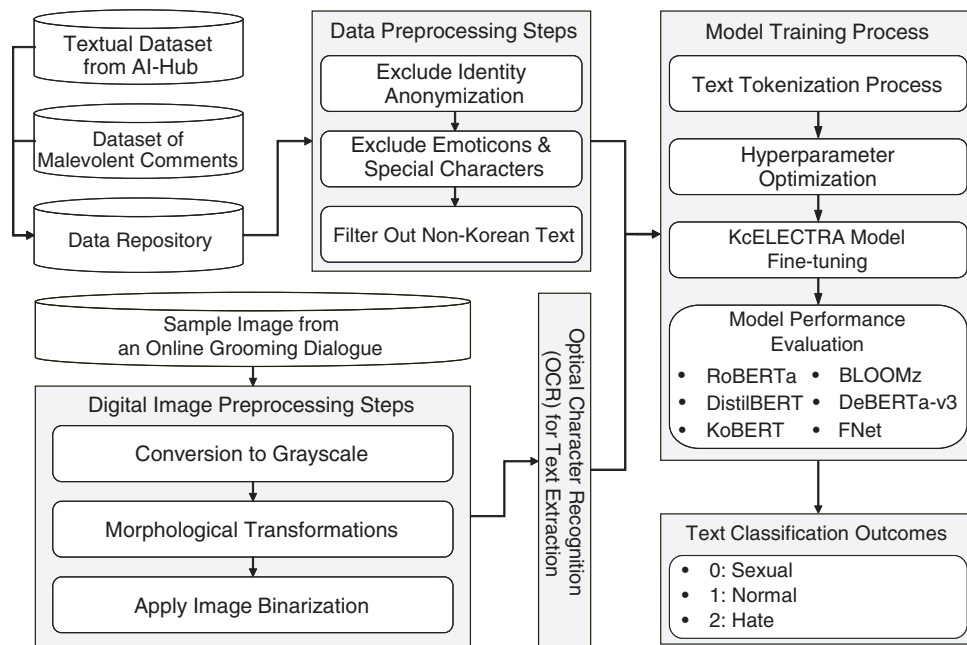 Textual Dataset
from AI-Hub
Dataset of
Malevolent Comments
Data Repository
Data Preprocessing Steps
Exclude Identity
Anonymization
Exclude Emoticons &
Special Characters
Filter Out Non-Korean Text
Sample Image from
an Online Grooming Dialogue
Digital Image Preprocessing Steps
Conversion to Grayscale
Morphological Transformations
Apply Image Binarization
Optical Character Recognition
(OCR) for Text Extraction
Model Training Process
Text Tokenization Process
Hyperparameter
Optimization
KcELECTRA Model
Fine-tuning
Model Performance
Evaluation
• RoBERTa • BLOOMz
• DistilBERT • DeBERTa-v3
• KoBERT • FNet
Text Classification Outcomes
• 0: Sexual
• 1: Normal
• 2: Hate